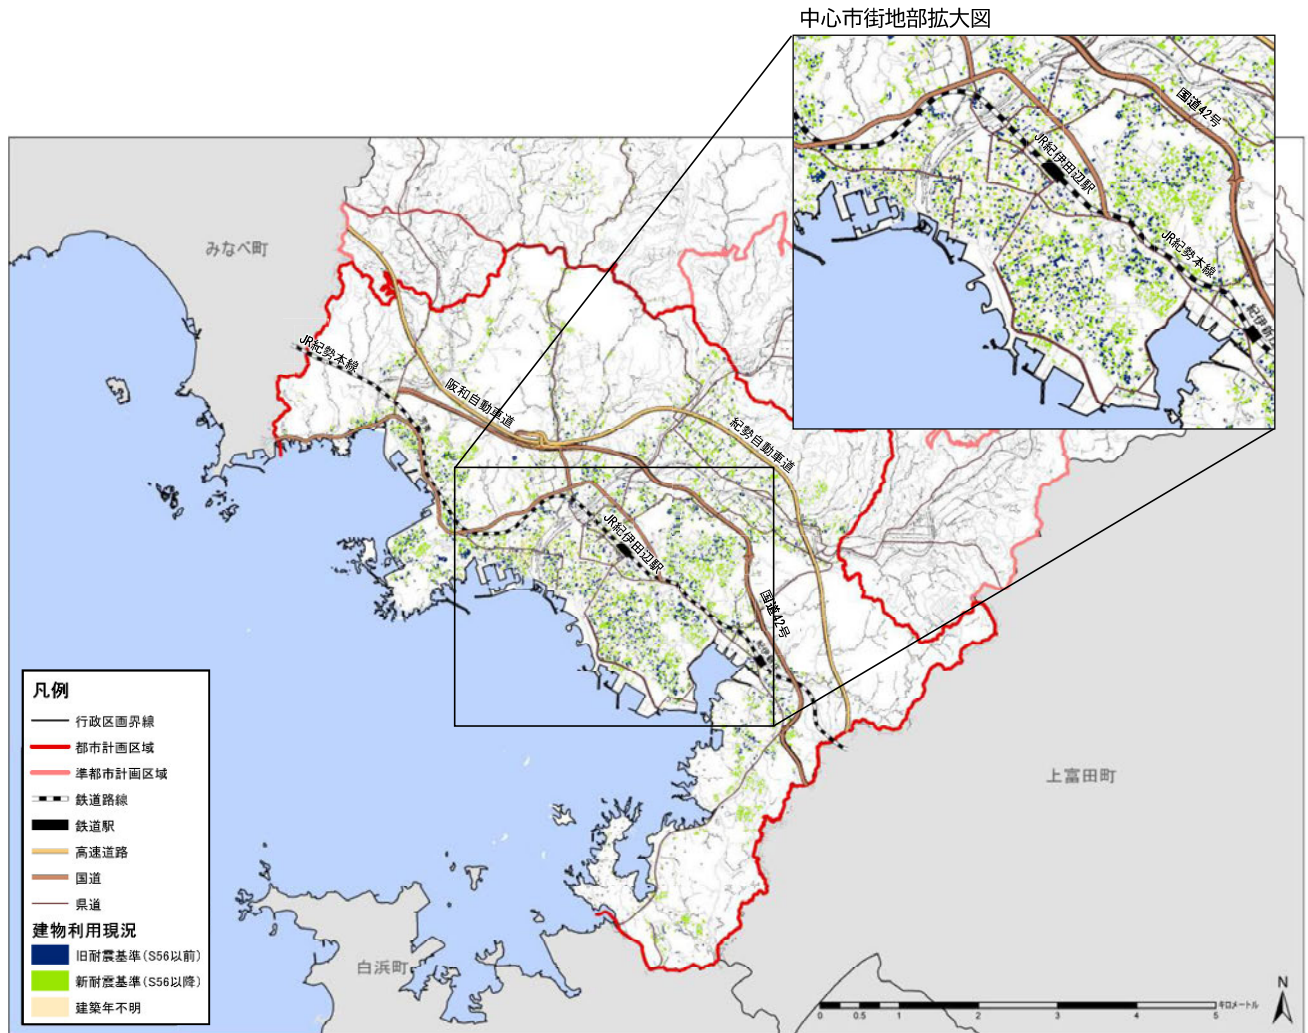 中心市街地部拡大図
国道42号
JR紀伊田辺駅
JR紀勢本線
みなべ町
JR紀勢本線
阪和自動車道
紀勢自動車道
JR紀伊田辺駅
国道42号
上富田町
白浜町
凡例
行政区画界線
都市計画区域
準都市計画区域
鉄道路線
鉄道駅
高速道路
国道
県道
建物利用現況
旧耐震基準(S56以前)
新耐震基準(S56以降)
建築年不明
N
0 0.5 1 2 3 4 5 キロメートル